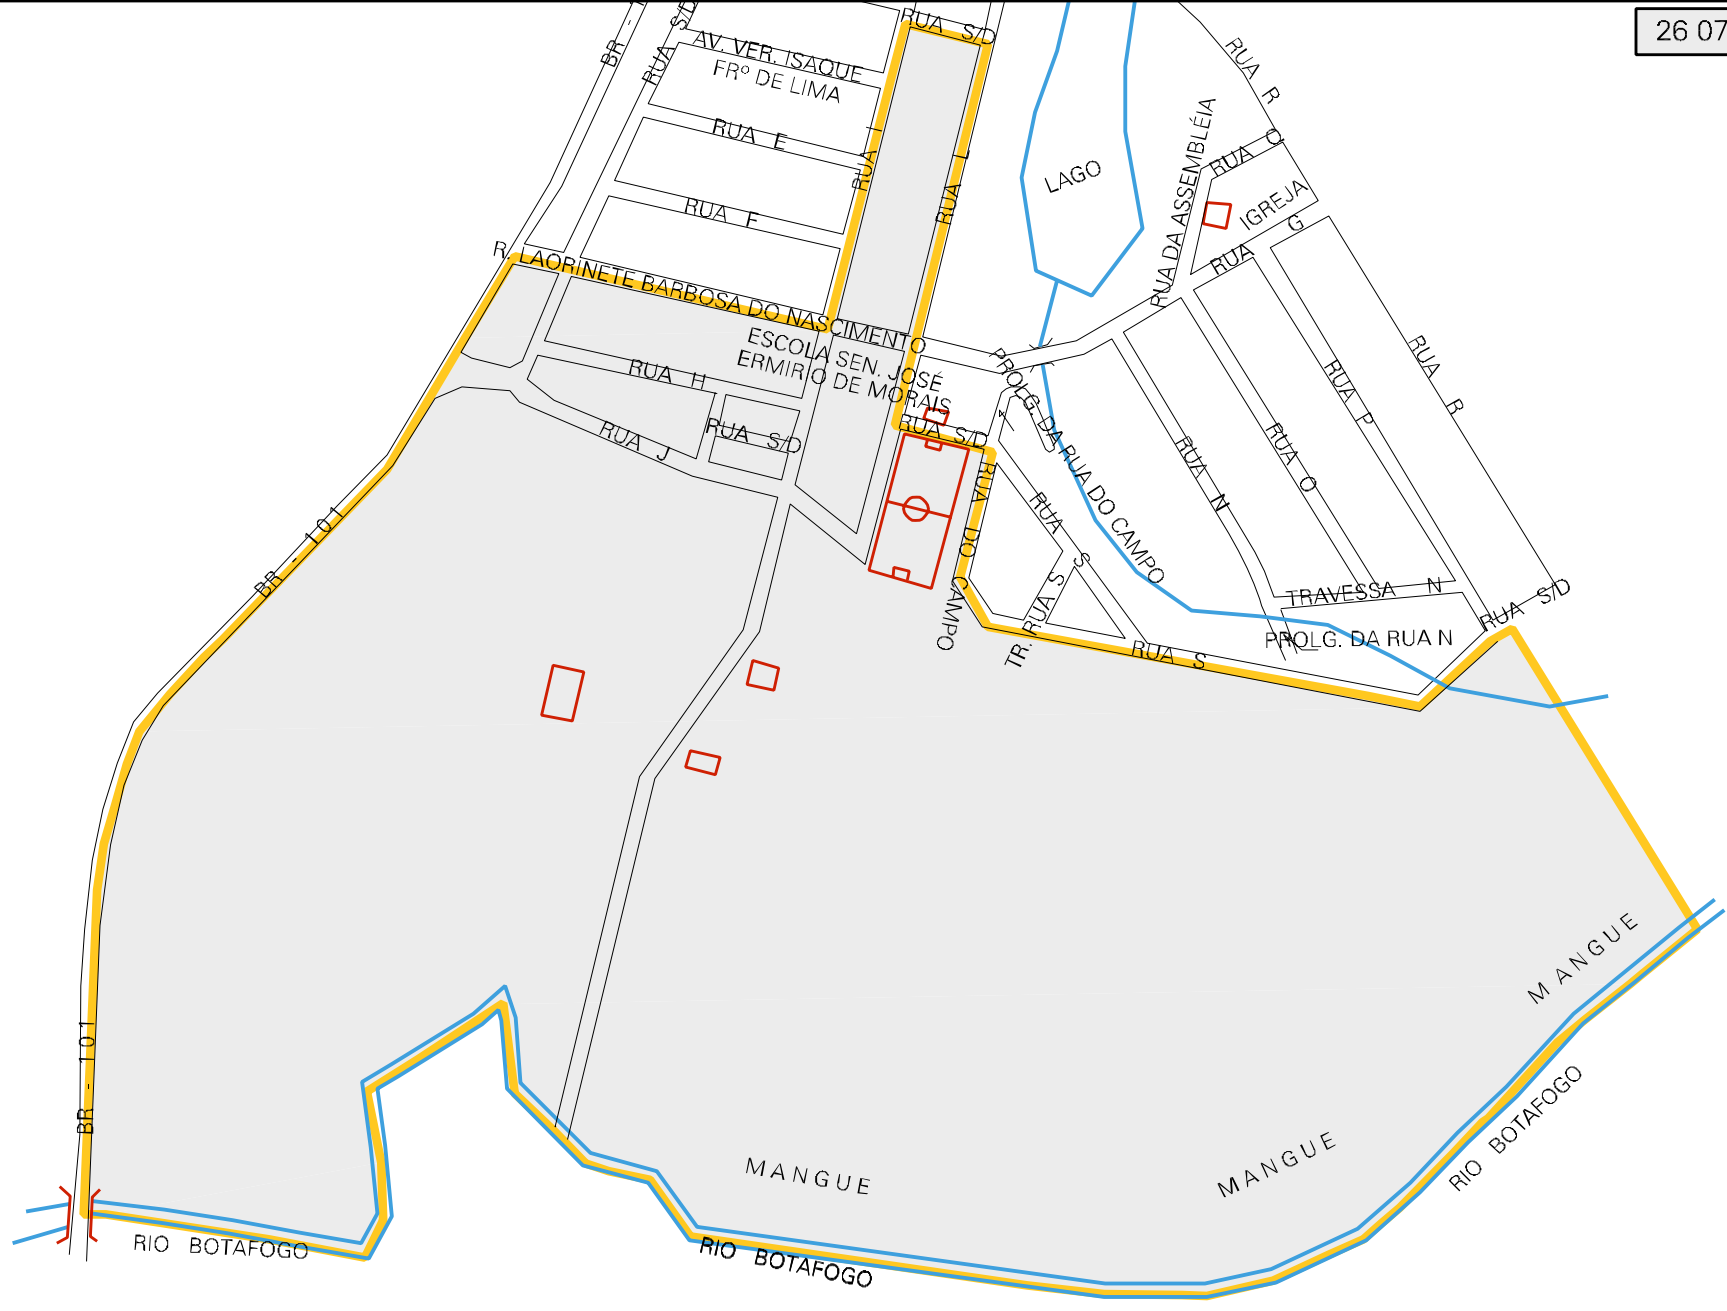 26 07
RUA S/D
BR -
RUA S/D
AV. VER. ISAQUE
FRº DE LIMA
RUA R
RUA E
RUA I
RUA Q
RUA DA ASSEMBLÉIA
LAGO
IGREJA
RUA L
RUA F
RUA G
R. LAORINETE BARBOSA DO NASCIMENTO
ESCOLA SEN. JOSÉ
ERMIRIO DE MORAIS
RUA H
RUA R
RUA P
PROLG. DA RUA DO CAMPO
RUA J
RUA S/D
RUA S/D
RUA N
RUA O
RUA DO CAMPO
RUA S
BR - 101
TR. RUA S
TRAVESSA N
RUA S/D
PROLG. DA RUA N
RUA S
MANGUE
BR - 101
MANGUE
MANGUE
RIO BOTAFOGO
RIO BOTAFOGO
RIO BOTAFOGO